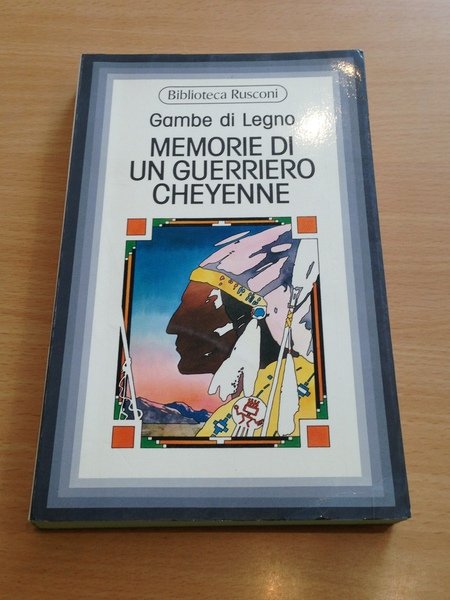 Biblioteca Rusconi
Gambe di Legno
MEMORIE DI
UN GUERRIERO
CHEYENNE